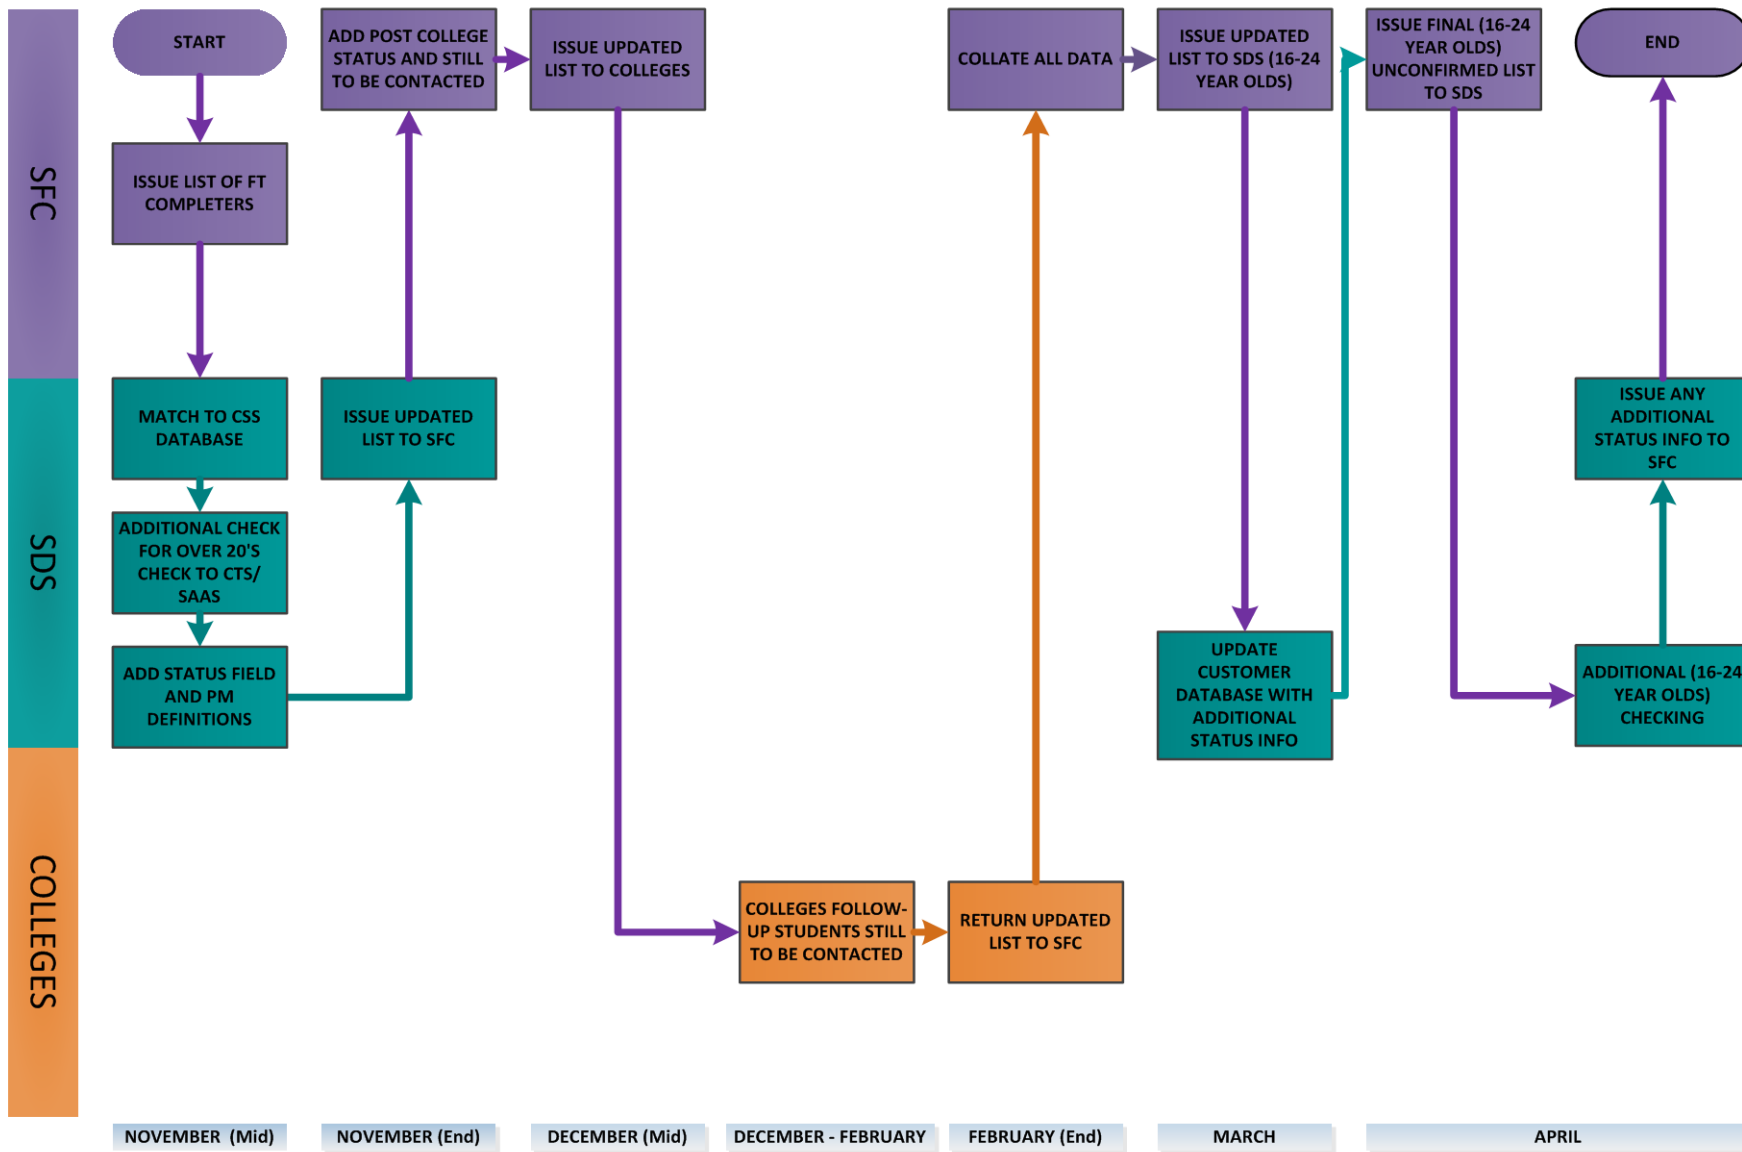 SFC
START
ISSUE LIST OF FT
COMPLETERS
ADD POST COLLEGE
STATUS AND STILL
TO BE CONTACTED
ISSUE UPDATED
LIST TO COLLEGES
COLLATE ALL DATA
ISSUE UPDATED
LIST TO SDS (16-24
YEAR OLDS)
ISSUE FINAL (16-24
YEAR OLDS)
UNCONFIRMED LIST
TO SDS
END
SDS
MATCH TO CSS
DATABASE
ADDITIONAL CHECK
FOR OVER 20'S
CHECK TO CTS/
SAAS
ADD STATUS FIELD
AND PM
DEFINITIONS
ISSUE UPDATED
LIST TO SFC
UPDATE
CUSTOMER
DATABASE WITH
ADDITIONAL
STATUS INFO
ISSUE ANY
ADDITIONAL
STATUS INFO TO
SFC
ADDITIONAL (16-24
YEAR OLDS)
CHECKING
COLLEGES
COLLEGES FOLLOW-
UP STUDENTS STILL
TO BE CONTACTED
RETURN UPDATED
LIST TO SFC
NOVEMBER (Mid)
NOVEMBER (End)
DECEMBER (Mid)
DECEMBER - FEBRUARY
FEBRUARY (End)
MARCH
APRIL